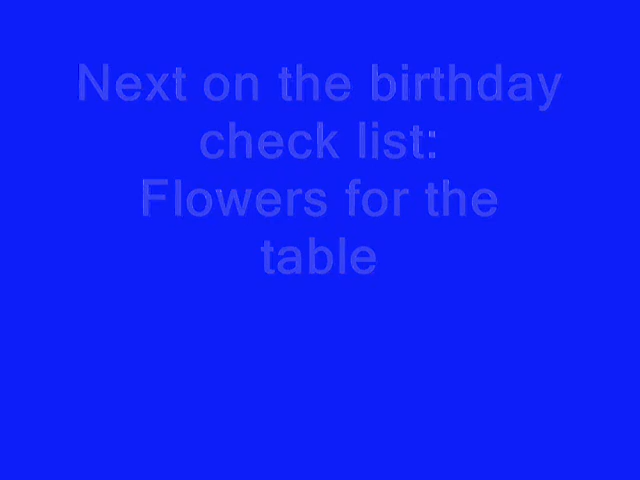 Next on the birthday
check list:
Flowers for the
table